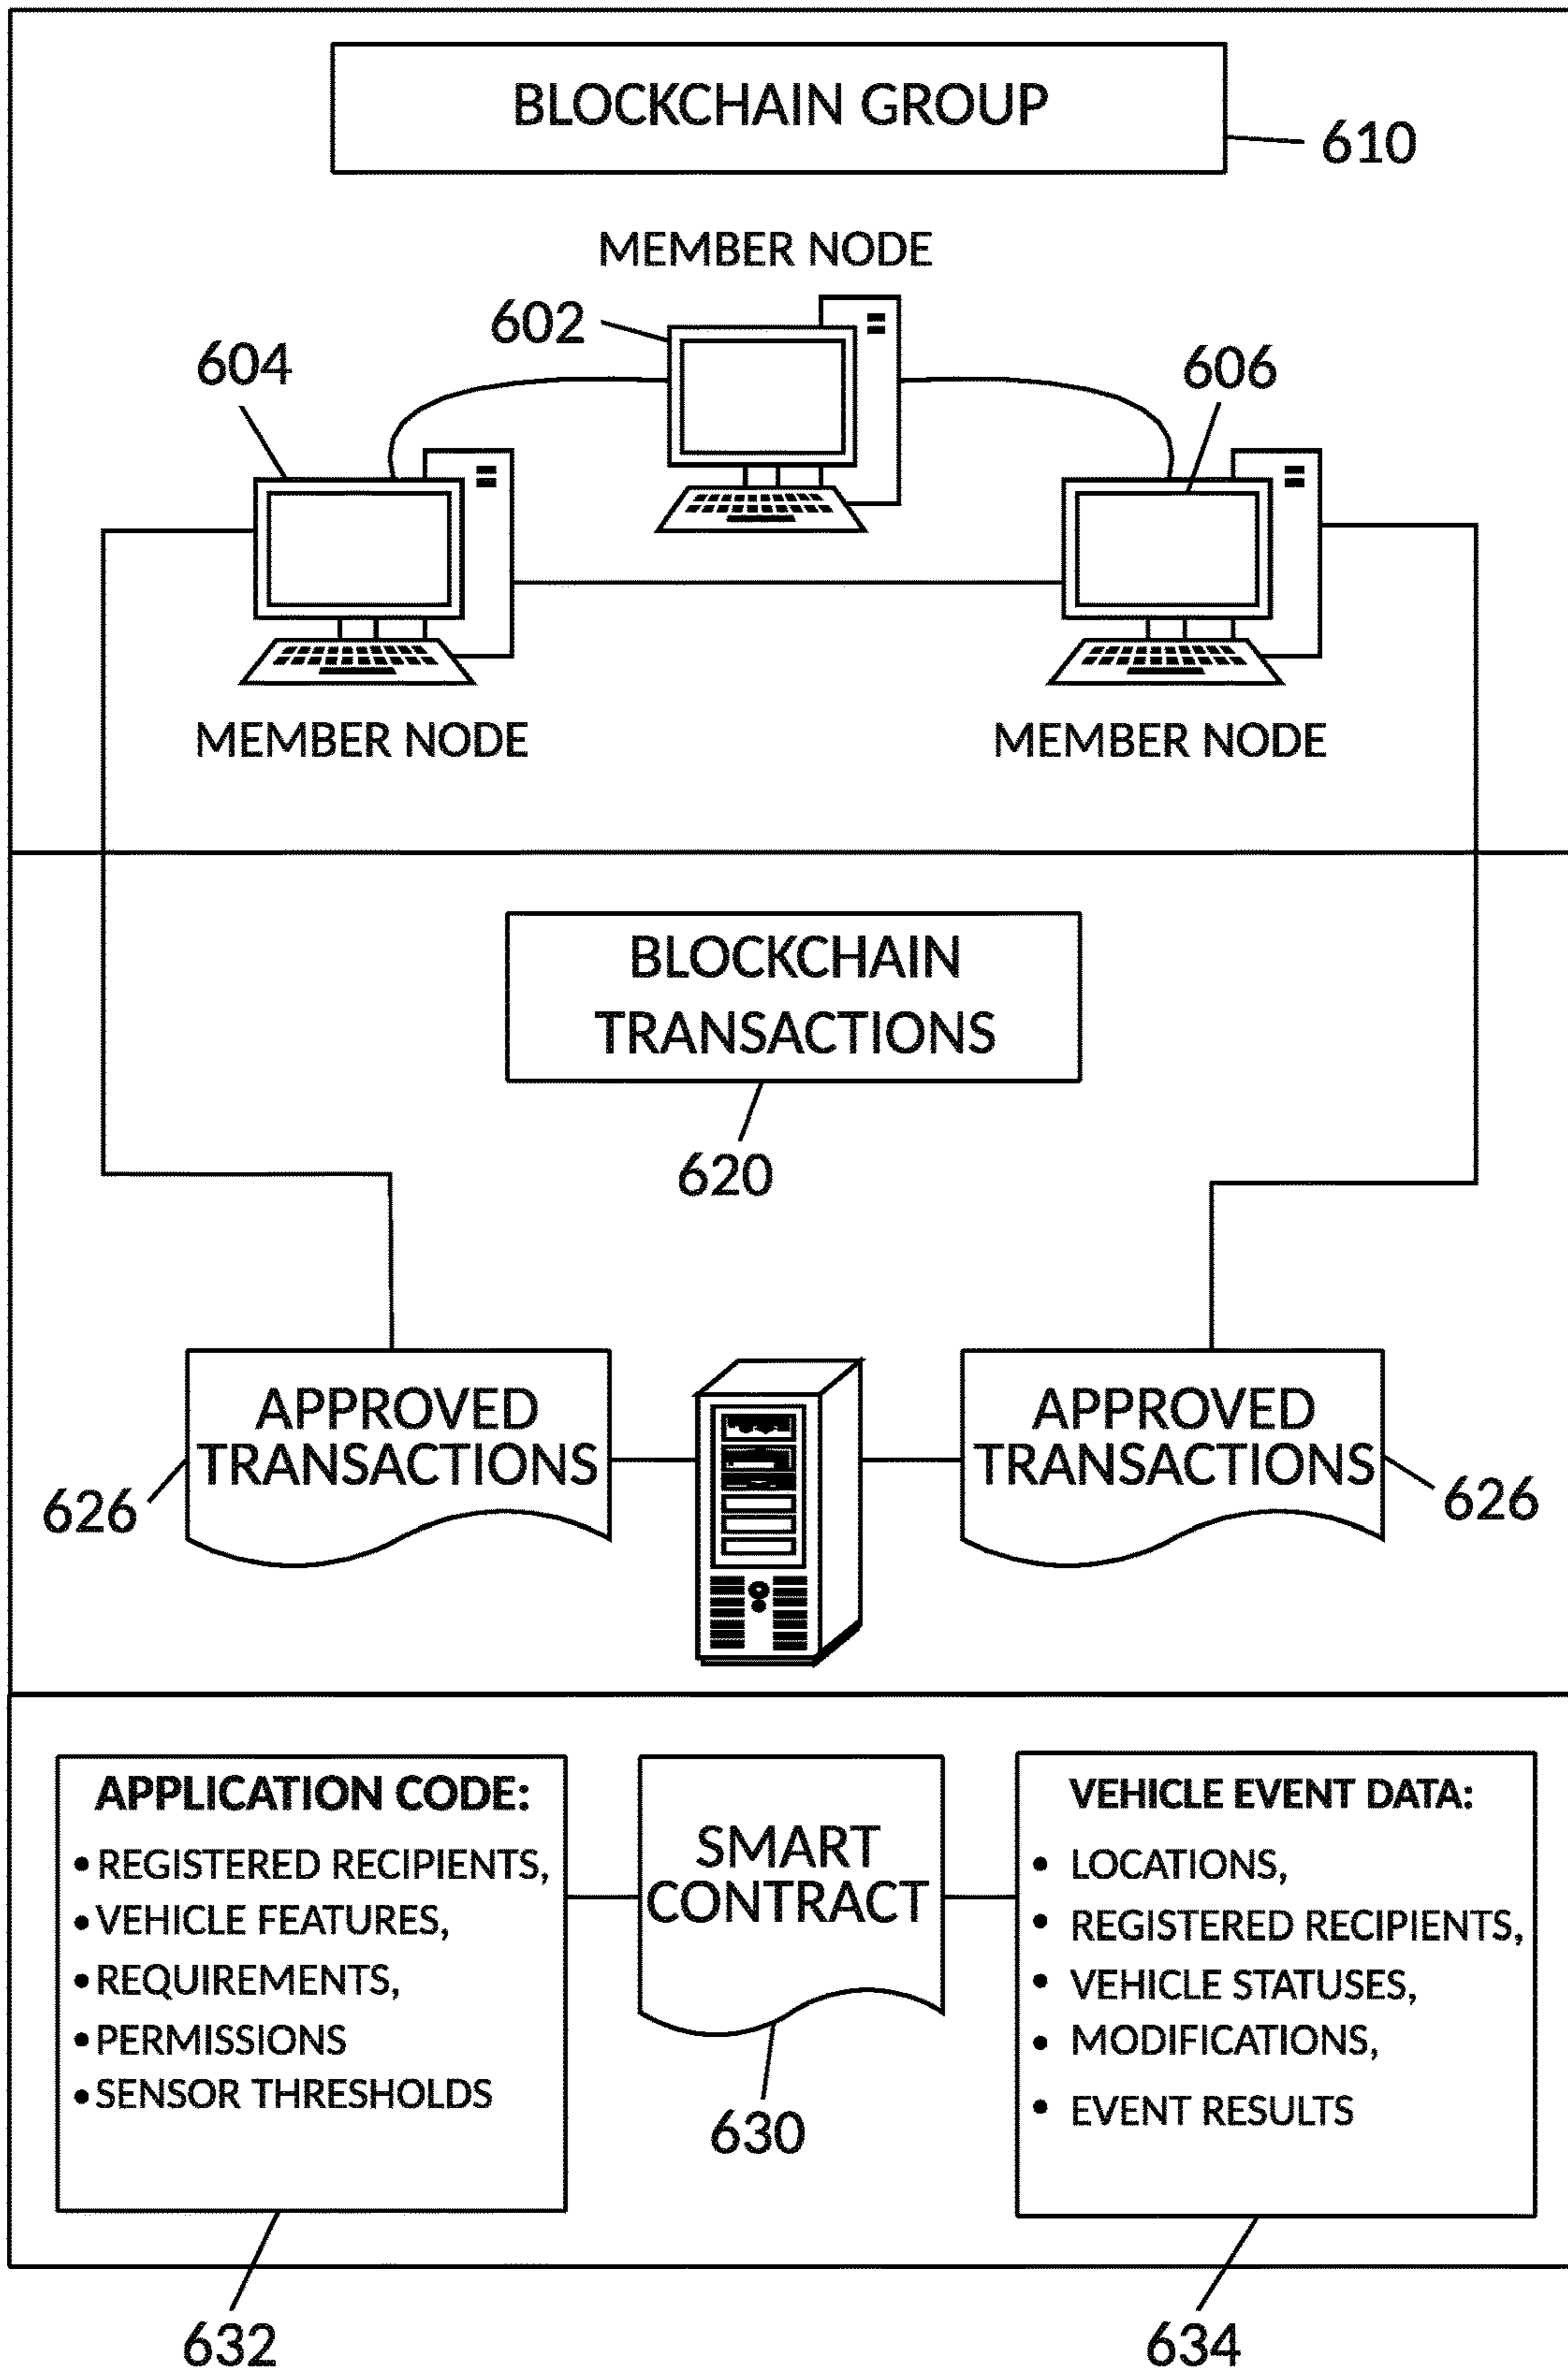 BLOCKCHAIN GROUP
610
MEMBER NODE
602
604
606
MEMBER NODE
MEMBER NODE
BLOCKCHAIN
TRANSACTIONS
620
APPROVED
TRANSACTIONS
626
APPROVED
TRANSACTIONS
626
APPLICATION CODE:
• REGISTERED RECIPIENTS,
• VEHICLE FEATURES,
• REQUIREMENTS,
• PERMISSIONS
• SENSOR THRESHOLDS
SMART
CONTRACT
630
VEHICLE EVENT DATA:
• LOCATIONS,
• REGISTERED RECIPIENTS,
• VEHICLE STATUSES,
• MODIFICATIONS,
• EVENT RESULTS
632
634